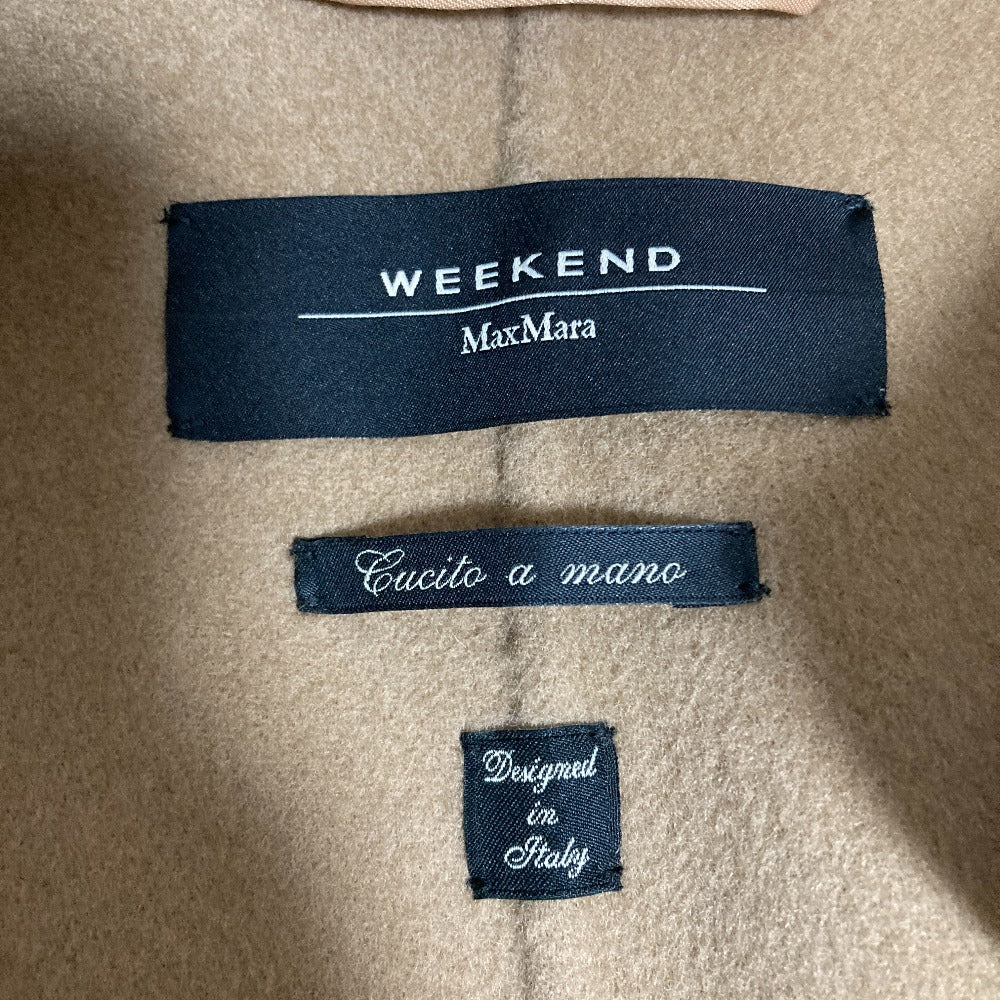 WEEKEND
MaxMara
Cucito a mano
Designed
in
Italy